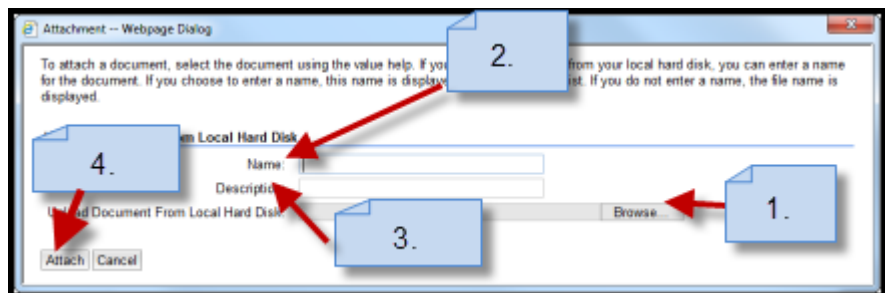 Attachment -- Webpage Dialog
2.
To attach a document, select the document using the value help. If you from your local hard disk, you can enter a name
for the document. If you choose to enter a name, this name is displaye ist. If you do not enter a name, the file name is
displayed.
om Local Hard Disk
4.
Name:
Descripti
1.
d Document From Local Hard Disk:
Browse...
3.
Attach Cancel